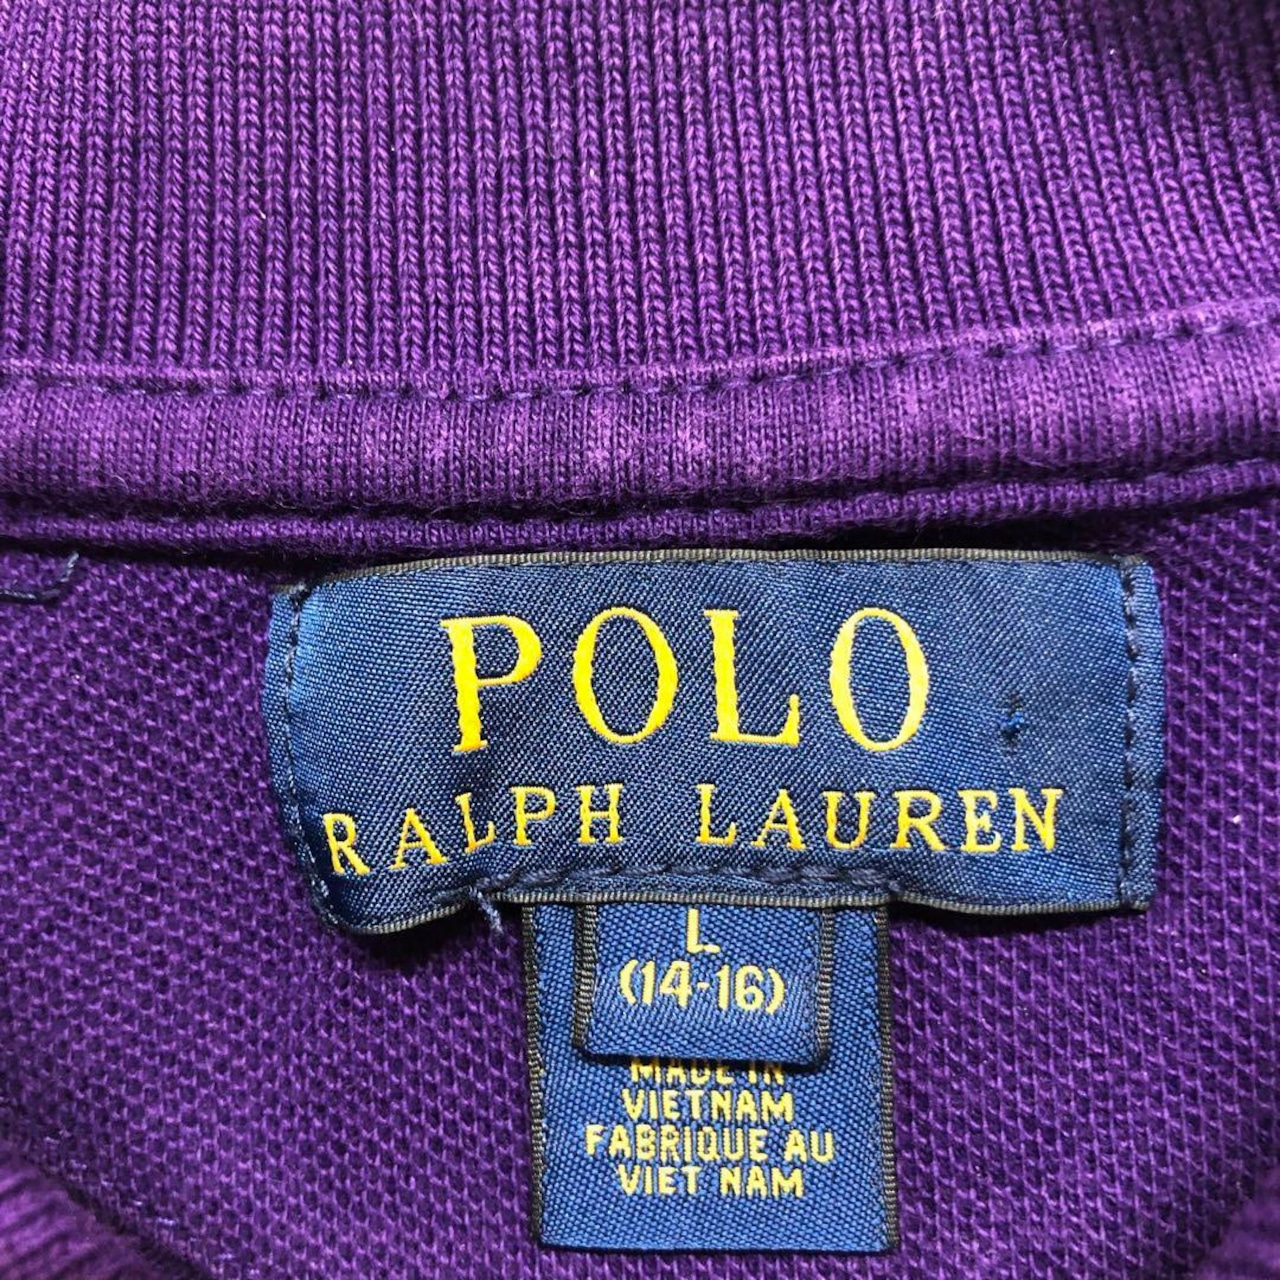 POLO
RALPH LAUREN
L
(14-16)
MADE IN
VIETNAM
FABRIQUE AU
VIET NAM